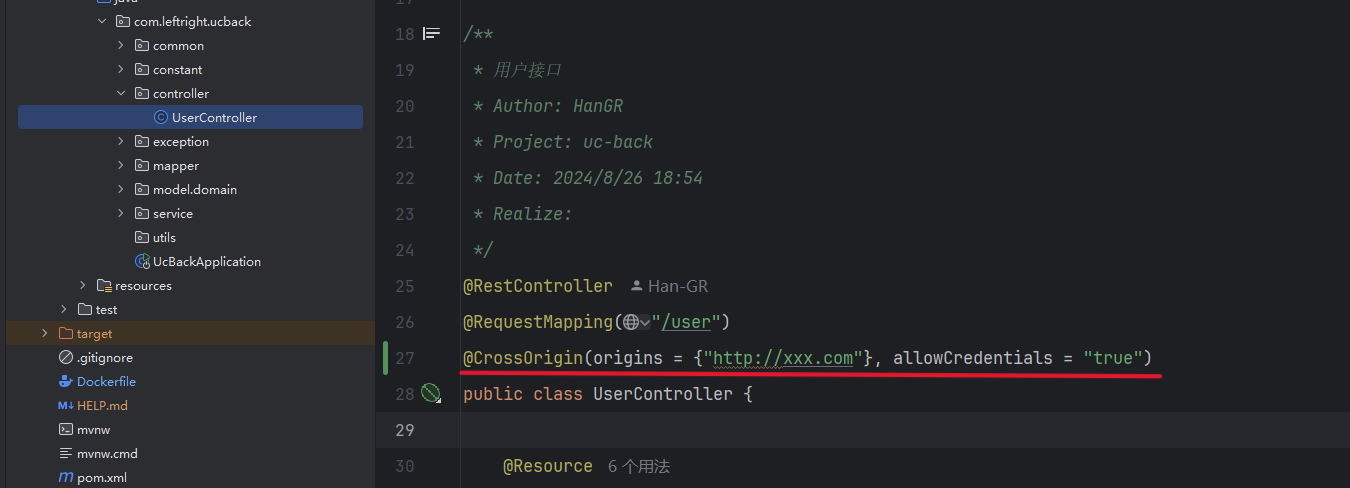 java
com.leftright.ucback
common
constant
controller
UserController
exception
mapper
model.domain
service
utils
UcBackApplication
resources
test
target
.gitignore
Dockerfile
HELP.md
mvnw
mvnw.cmd
pom.xml
17
18 /**
19 * 用户接口
20 * Author: HanGR
21 * Project: uc-back
22 * Date: 2024/8/26 18:54
23 * Realize:
24 */
25 @RestController Han-GR
26 @RequestMapping("/user")
27 @CrossOrigin(origins = {"http://xxx.com"}, allowCredentials = "true")
28 public class UserController {
29
30 @Resource 6 个用法